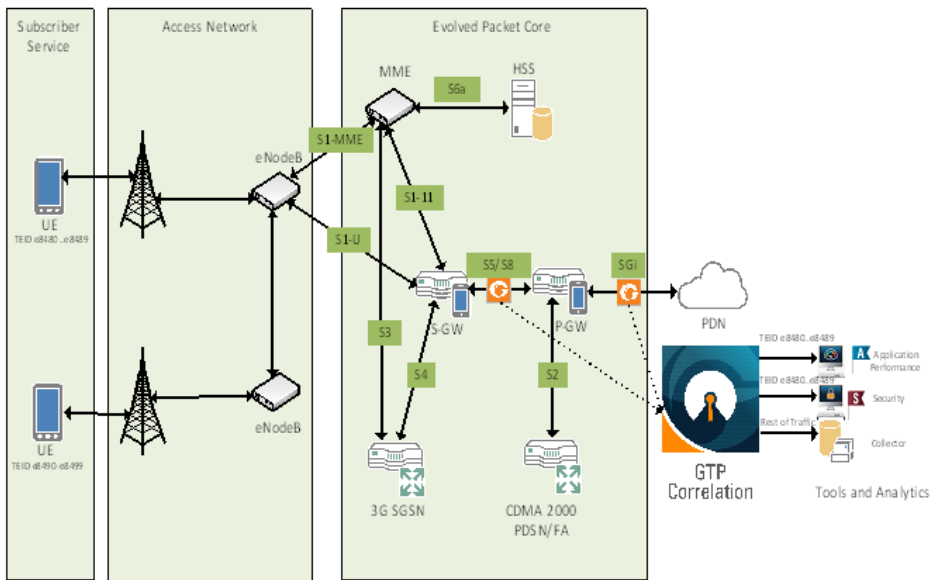 Subscriber
Service
Access Network
Evolved Packet Core
MME
HSS
S6a
S1-MME
eNodeB
UE
TEID e8480..e8489
S1-11
S1-U
S5/S8
SGi
S-GW
P-GW
PDN
S3
S4
S2
TEID e8480..e8489
A
Application
Performance
TEID e8480..e8489
S
Security
Rest of Traffic
Collector
eNodeB
UE
TEID e8490-e8499
GTP
Correlation
Tools and Analytics
3G SGSN
CDMA 2000
PDSN/FA